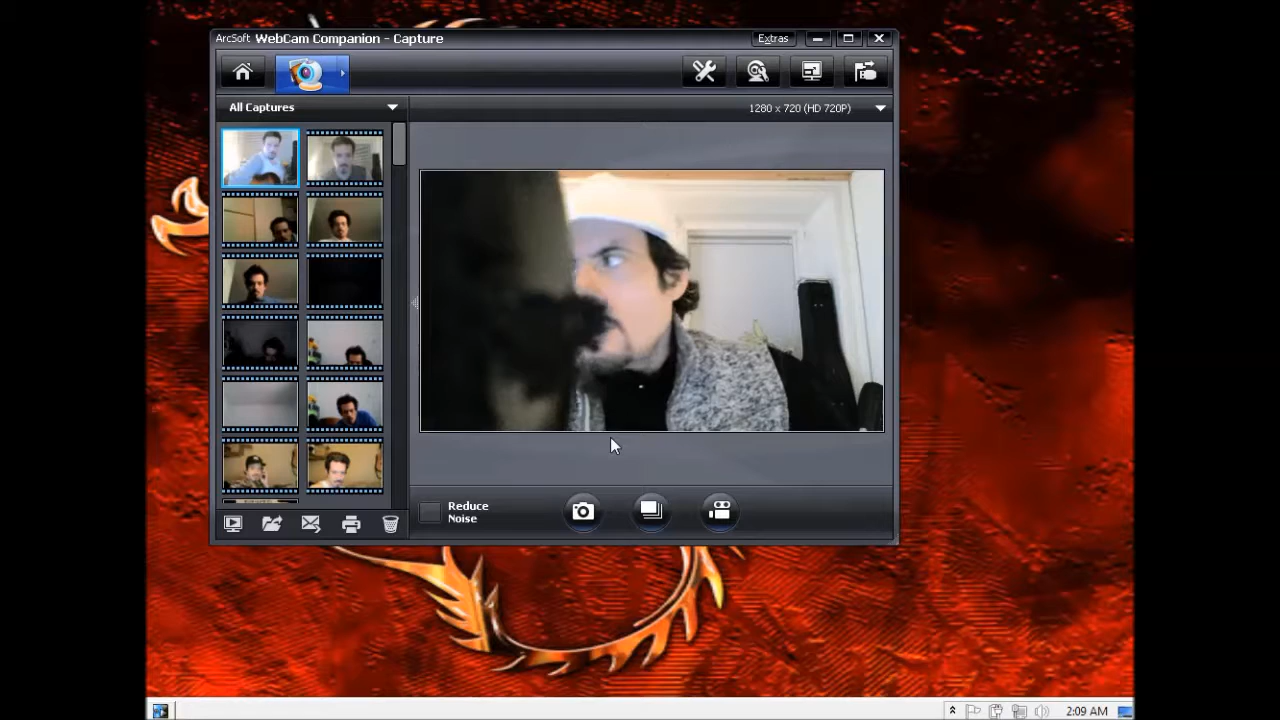 ArcSoft WebCam Companion - Capture
Extras
All Captures
1280 x 720 (HD 720P)
Reduce
Noise
2:09 AM